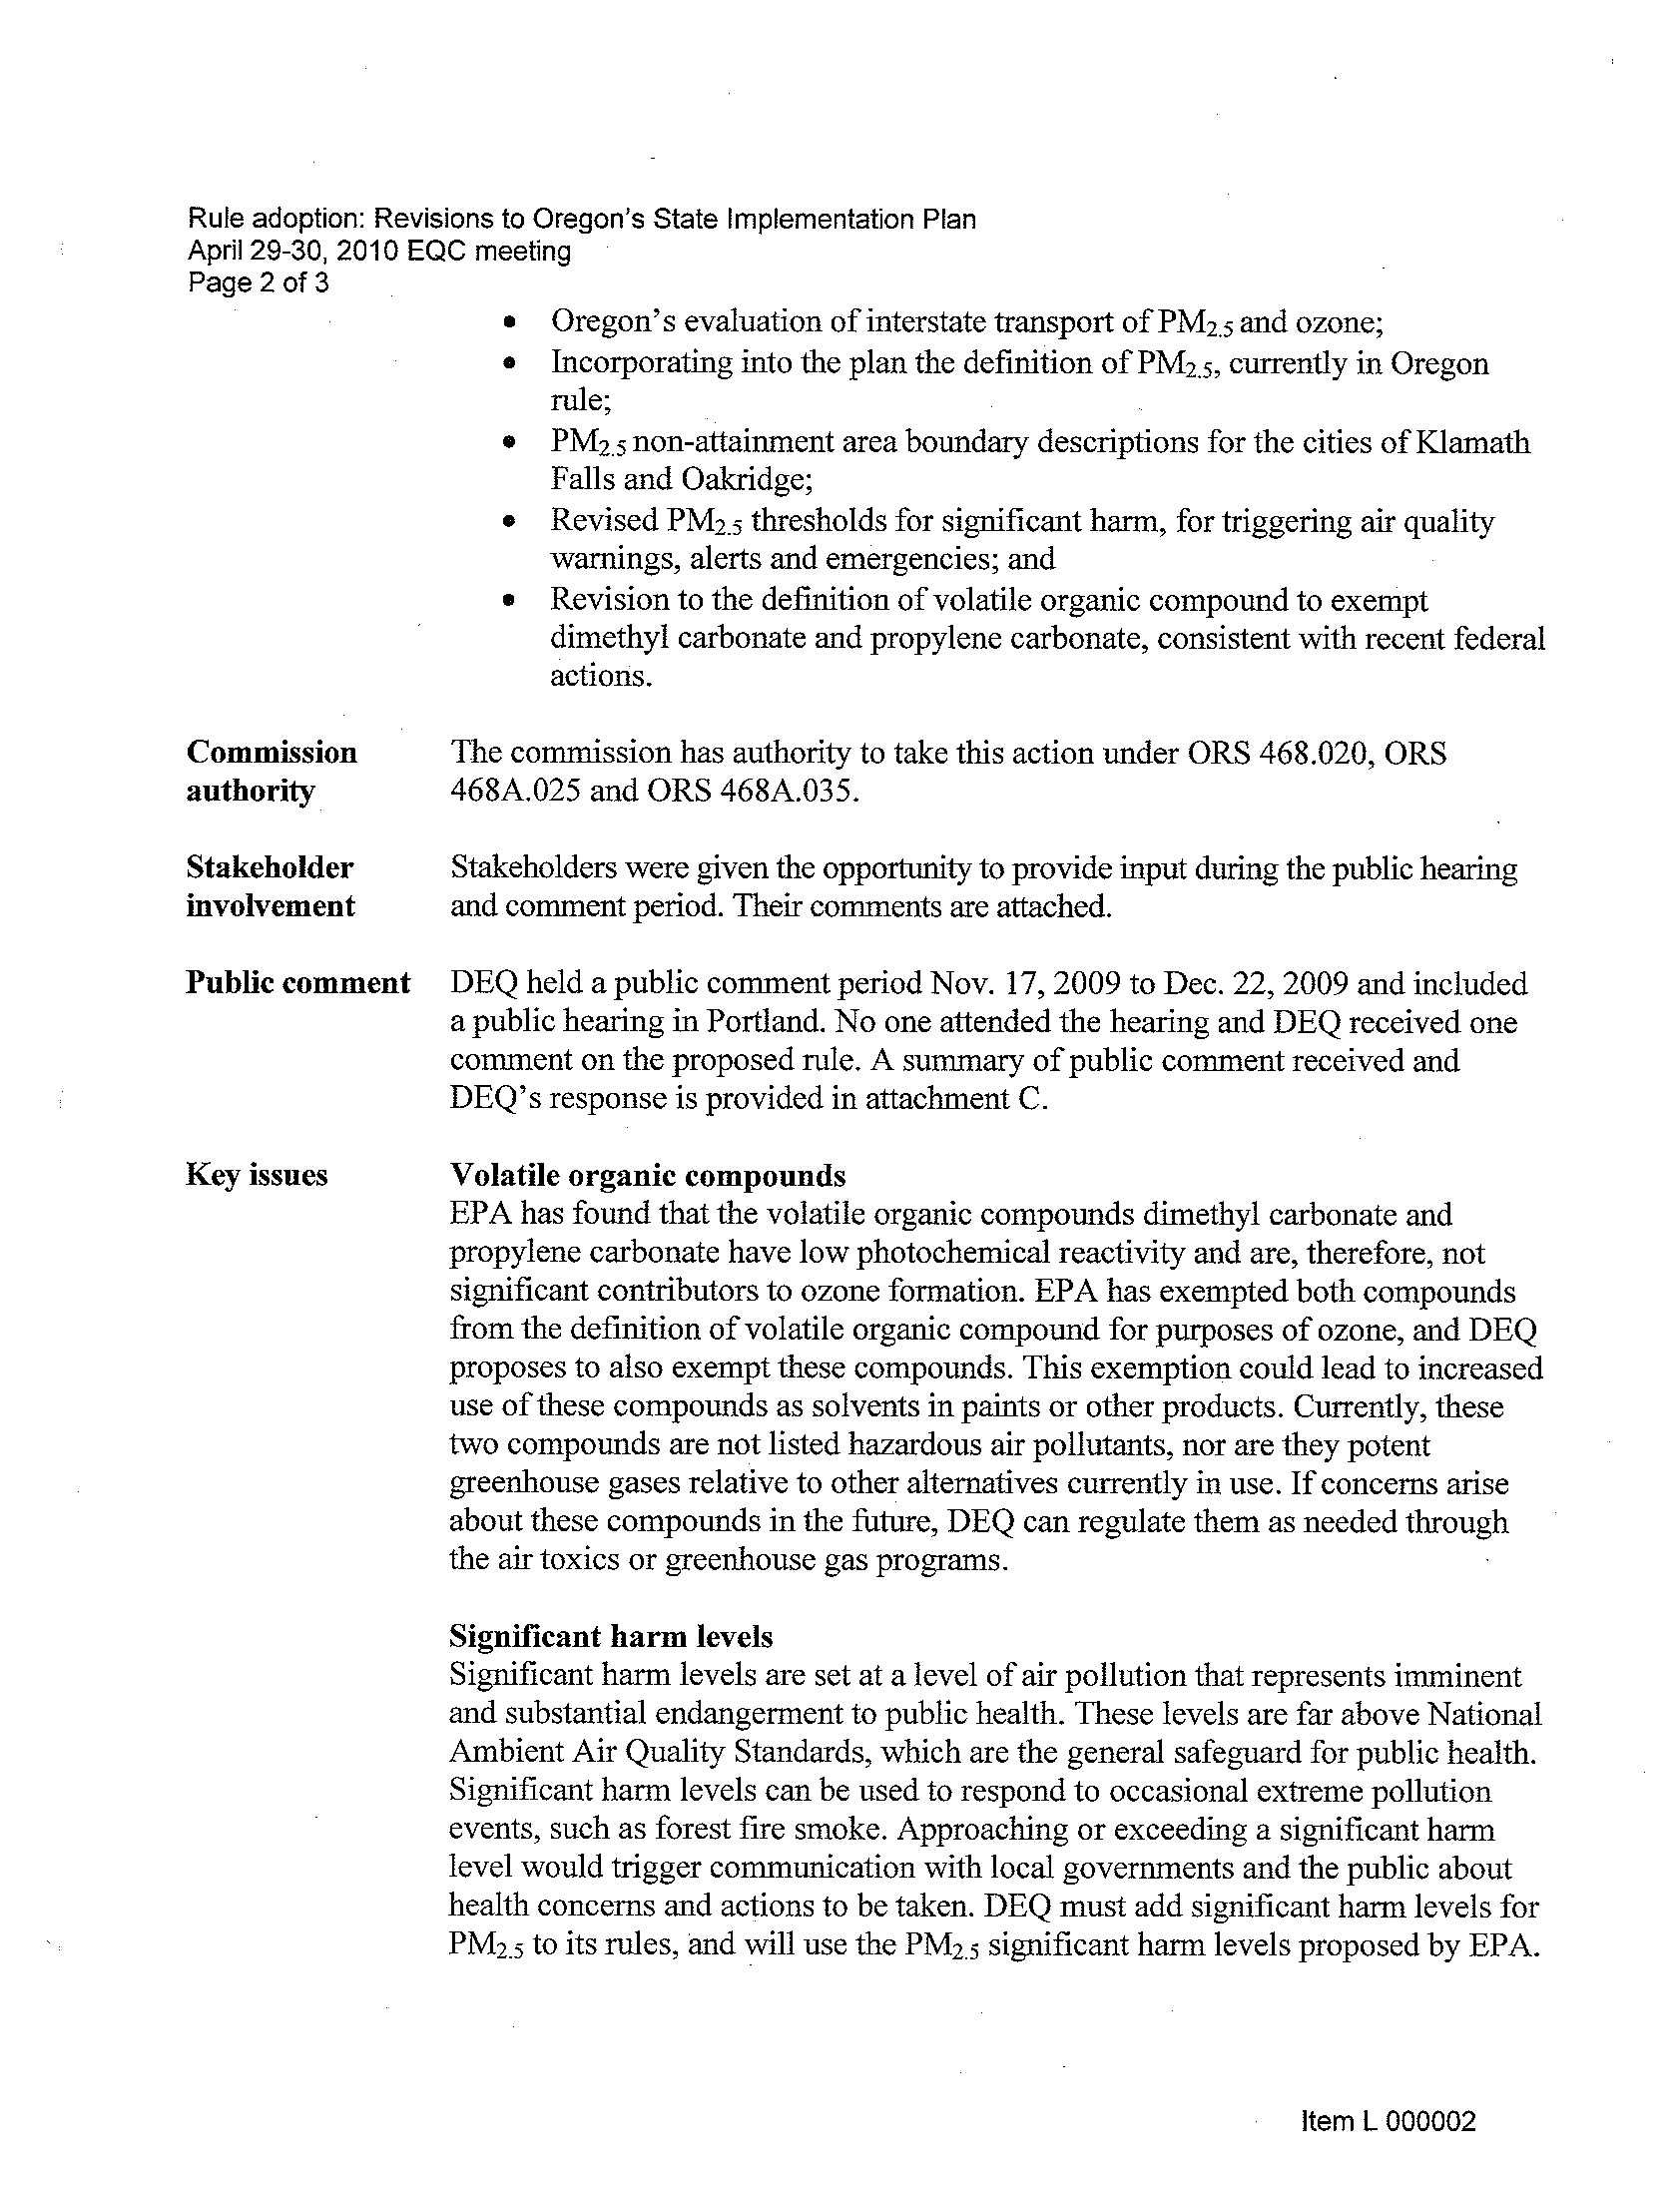 Rule adoption: Revisions to Oregon's State Implementation Plan
April 29-30, 2010 EQC meeting
Page 2 of 3
• Oregon's evaluation of interstate transport of PM2.5 and ozone;
• Incorporating into the plan the definition of PM2.5, currently in Oregon
rule;
• PM2.5 non-attainment area boundary descriptions for the cities of Klamath
Falls and Oakridge;
• Revised PM2.5 thresholds for significant harm, for triggering air quality
warnings, alerts and emergencies; and
• Revision to the definition of volatile organic compound to exempt
dimethyl carbonate and propylene carbonate, consistent with recent federal
actions.
Commission authority
The commission has authority to take this action under ORS 468.020, ORS
468A.025 and ORS 468A.035.
Stakeholder involvement
Stakeholders were given the opportunity to provide input during the public hearing
and comment period. Their comments are attached.
Public comment
DEQ held a public comment period Nov. 17, 2009 to Dec. 22, 2009 and included
a public hearing in Portland. No one attended the hearing and DEQ received one
comment on the proposed rule. A summary of public comment received and
DEQ's response is provided in attachment C.
Key issues
Volatile organic compounds
EPA has found that the volatile organic compounds dimethyl carbonate and
propylene carbonate have low photochemical reactivity and are, therefore, not
significant contributors to ozone formation. EPA has exempted both compounds
from the definition of volatile organic compound for purposes of ozone, and DEQ
proposes to also exempt these compounds. This exemption could lead to increased
use of these compounds as solvents in paints or other products. Currently, these
two compounds are not listed hazardous air pollutants, nor are they potent
greenhouse gases relative to other alternatives currently in use. If concerns arise
about these compounds in the future, DEQ can regulate them as needed through
the air toxics or greenhouse gas programs.
Significant harm levels
Significant harm levels are set at a level of air pollution that represents imminent
and substantial endangerment to public health. These levels are far above National
Ambient Air Quality Standards, which are the general safeguard for public health.
Significant harm levels can be used to respond to occasional extreme pollution
events, such as forest fire smoke. Approaching or exceeding a significant harm
level would trigger communication with local governments and the public about
health concerns and actions to be taken. DEQ must add significant harm levels for
PM2.5 to its rules, and will use the PM2.5 significant harm levels proposed by EPA.
Item L 000002